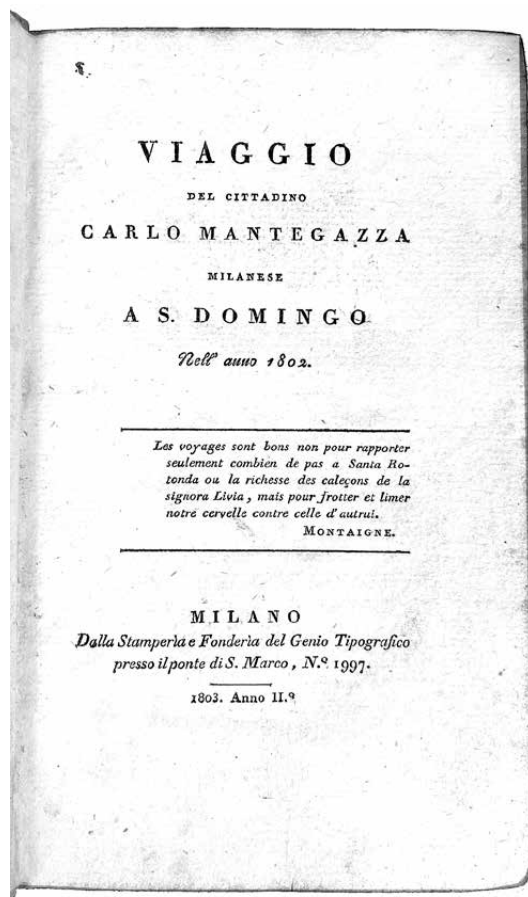 VIAGGIO
DEL CITTADINO
CARLO MANTEGAZZA
MILANESE
A S. DOMINGO
Nell' anno 1802.
Les voyages sont bons non pour rapporter
seulement combien de pas a Santa Ro-
tonda ou la richesse des caleçons de la
signora Livia, mais pour frotter et limer
notre cervelle contre celle d'autrui.
MONTAIGNE.
MILANO
Dalla Stamperìa e Fonderìa del Genio Tipografico
presso il ponte di S. Marco, N.º 1997.
1803. Anno II.º